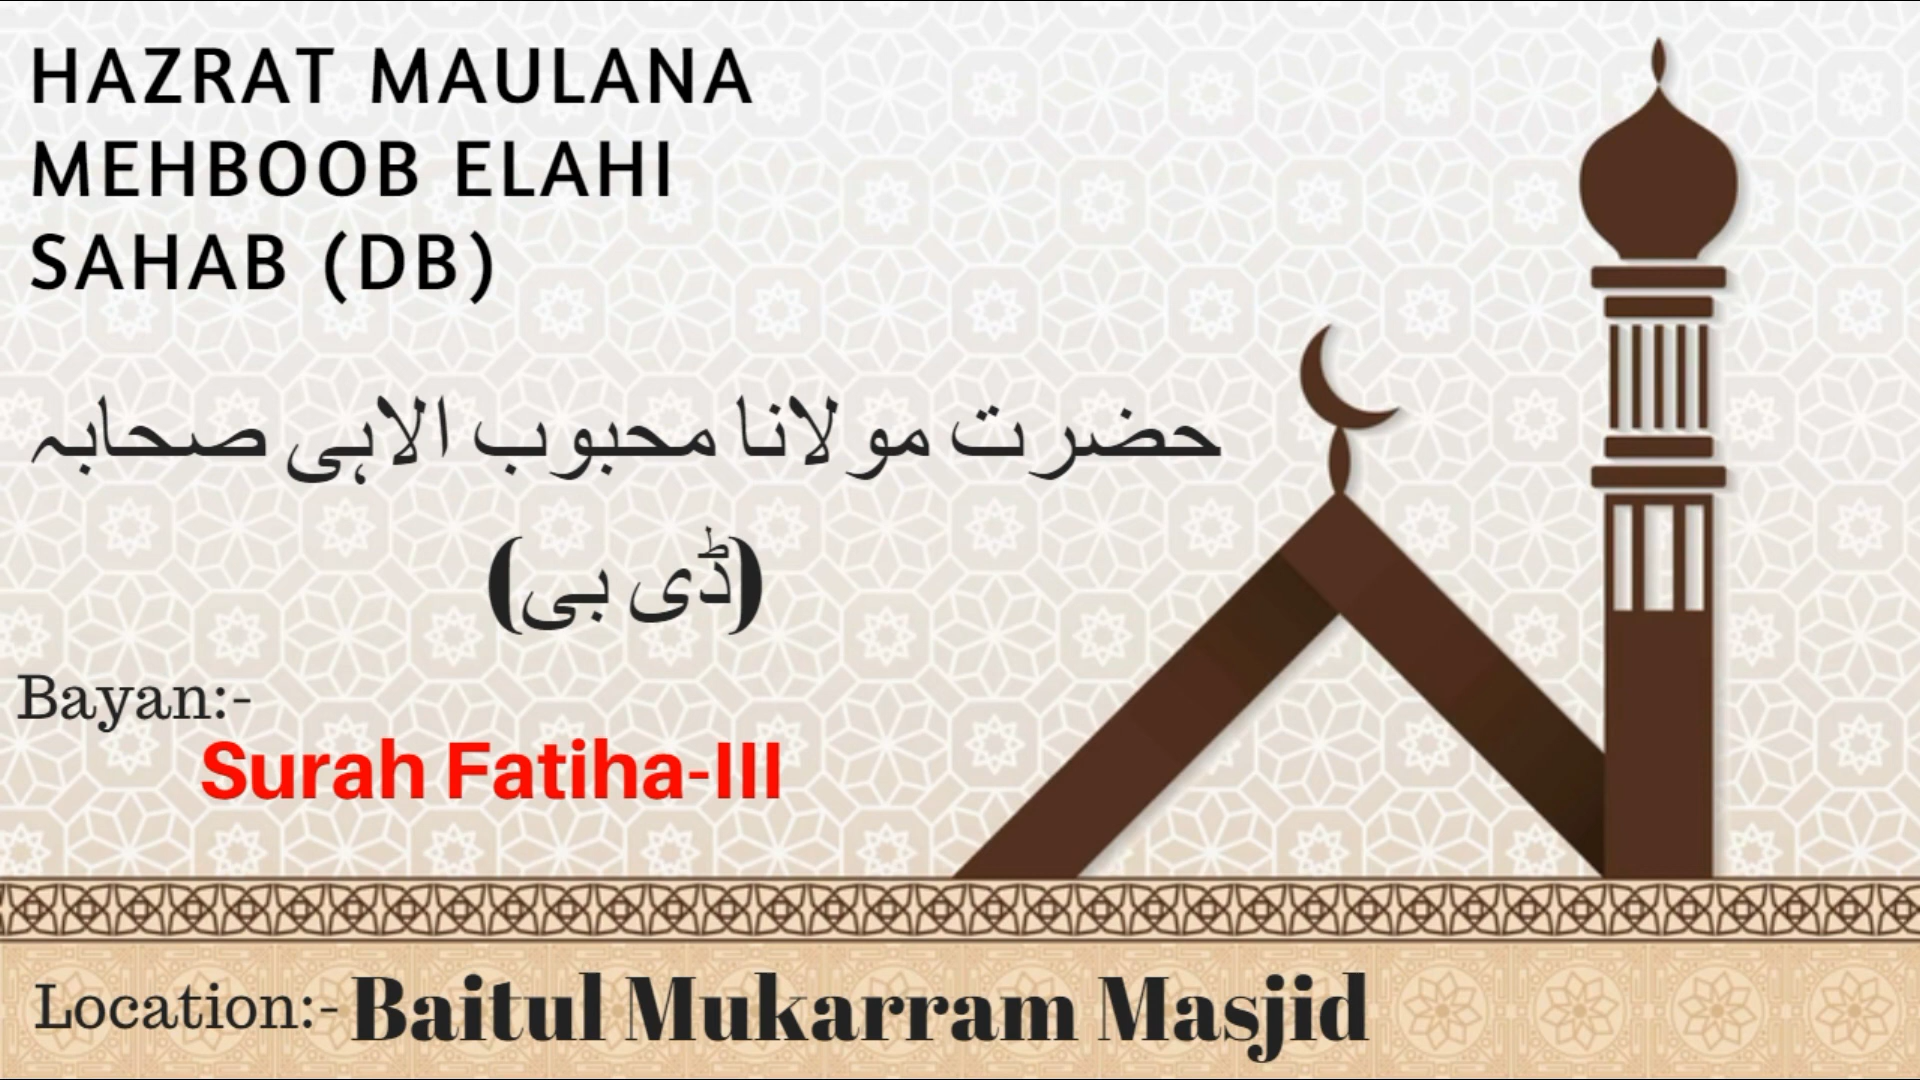 HAZRAT MAULANA
MEHBOOB ELAHI
SAHAB (DB)
حضرت مولانا محبوب الاہی صحابہ
(ڈی بی)
Bayan:-
Surah Fatiha-III
Location:- Baitul Mukarram Masjid